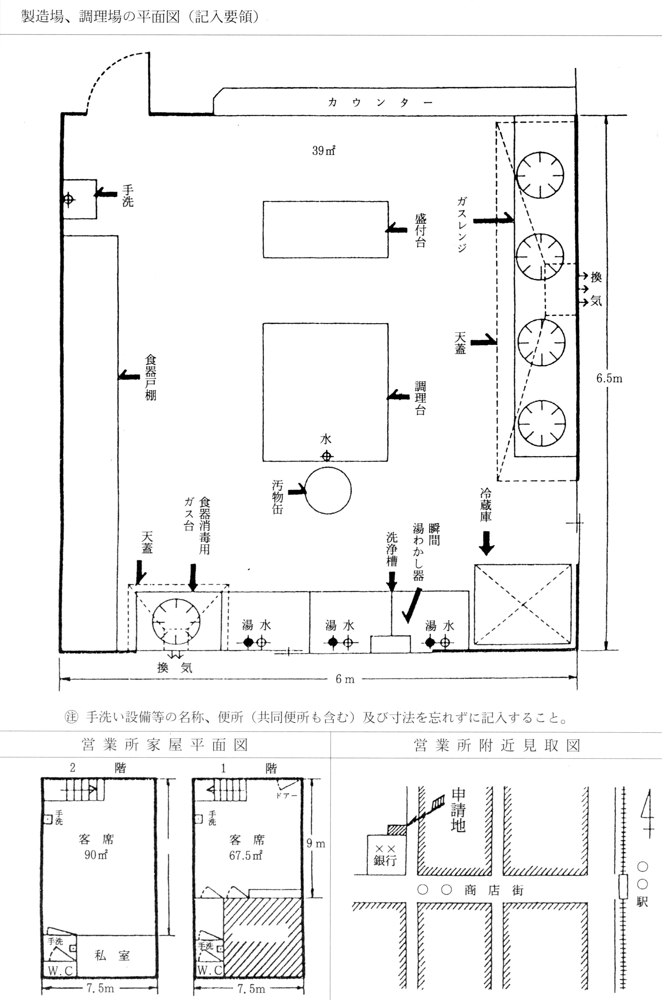 製造場、調理場の平面図（記入要領）
カウンター
39㎡
手洗
盛付台
ガスレンジ
換気
天蓋
食器戸棚
調理台
6.5m
水
汚物缶
冷蔵庫
食器消毒用
ガス台
天蓋
瞬間
湯わかし器
洗浄槽
湯 水
湯 水
湯 水
換 気
6m
㊟ 手洗い設備等の名称、便所（共同便所も含む）及び寸法を忘れずに記入すること。
営業所家屋平面図
2 階
手洗
客 席
90㎡
手洗
私 室
W.C
7.5m
1 階
ドアー
手洗
客 席
67.5㎡
9m
手洗
W.C
7.5m
営業所附近見取図
申請地
××
銀行
○○商店街
○○駅